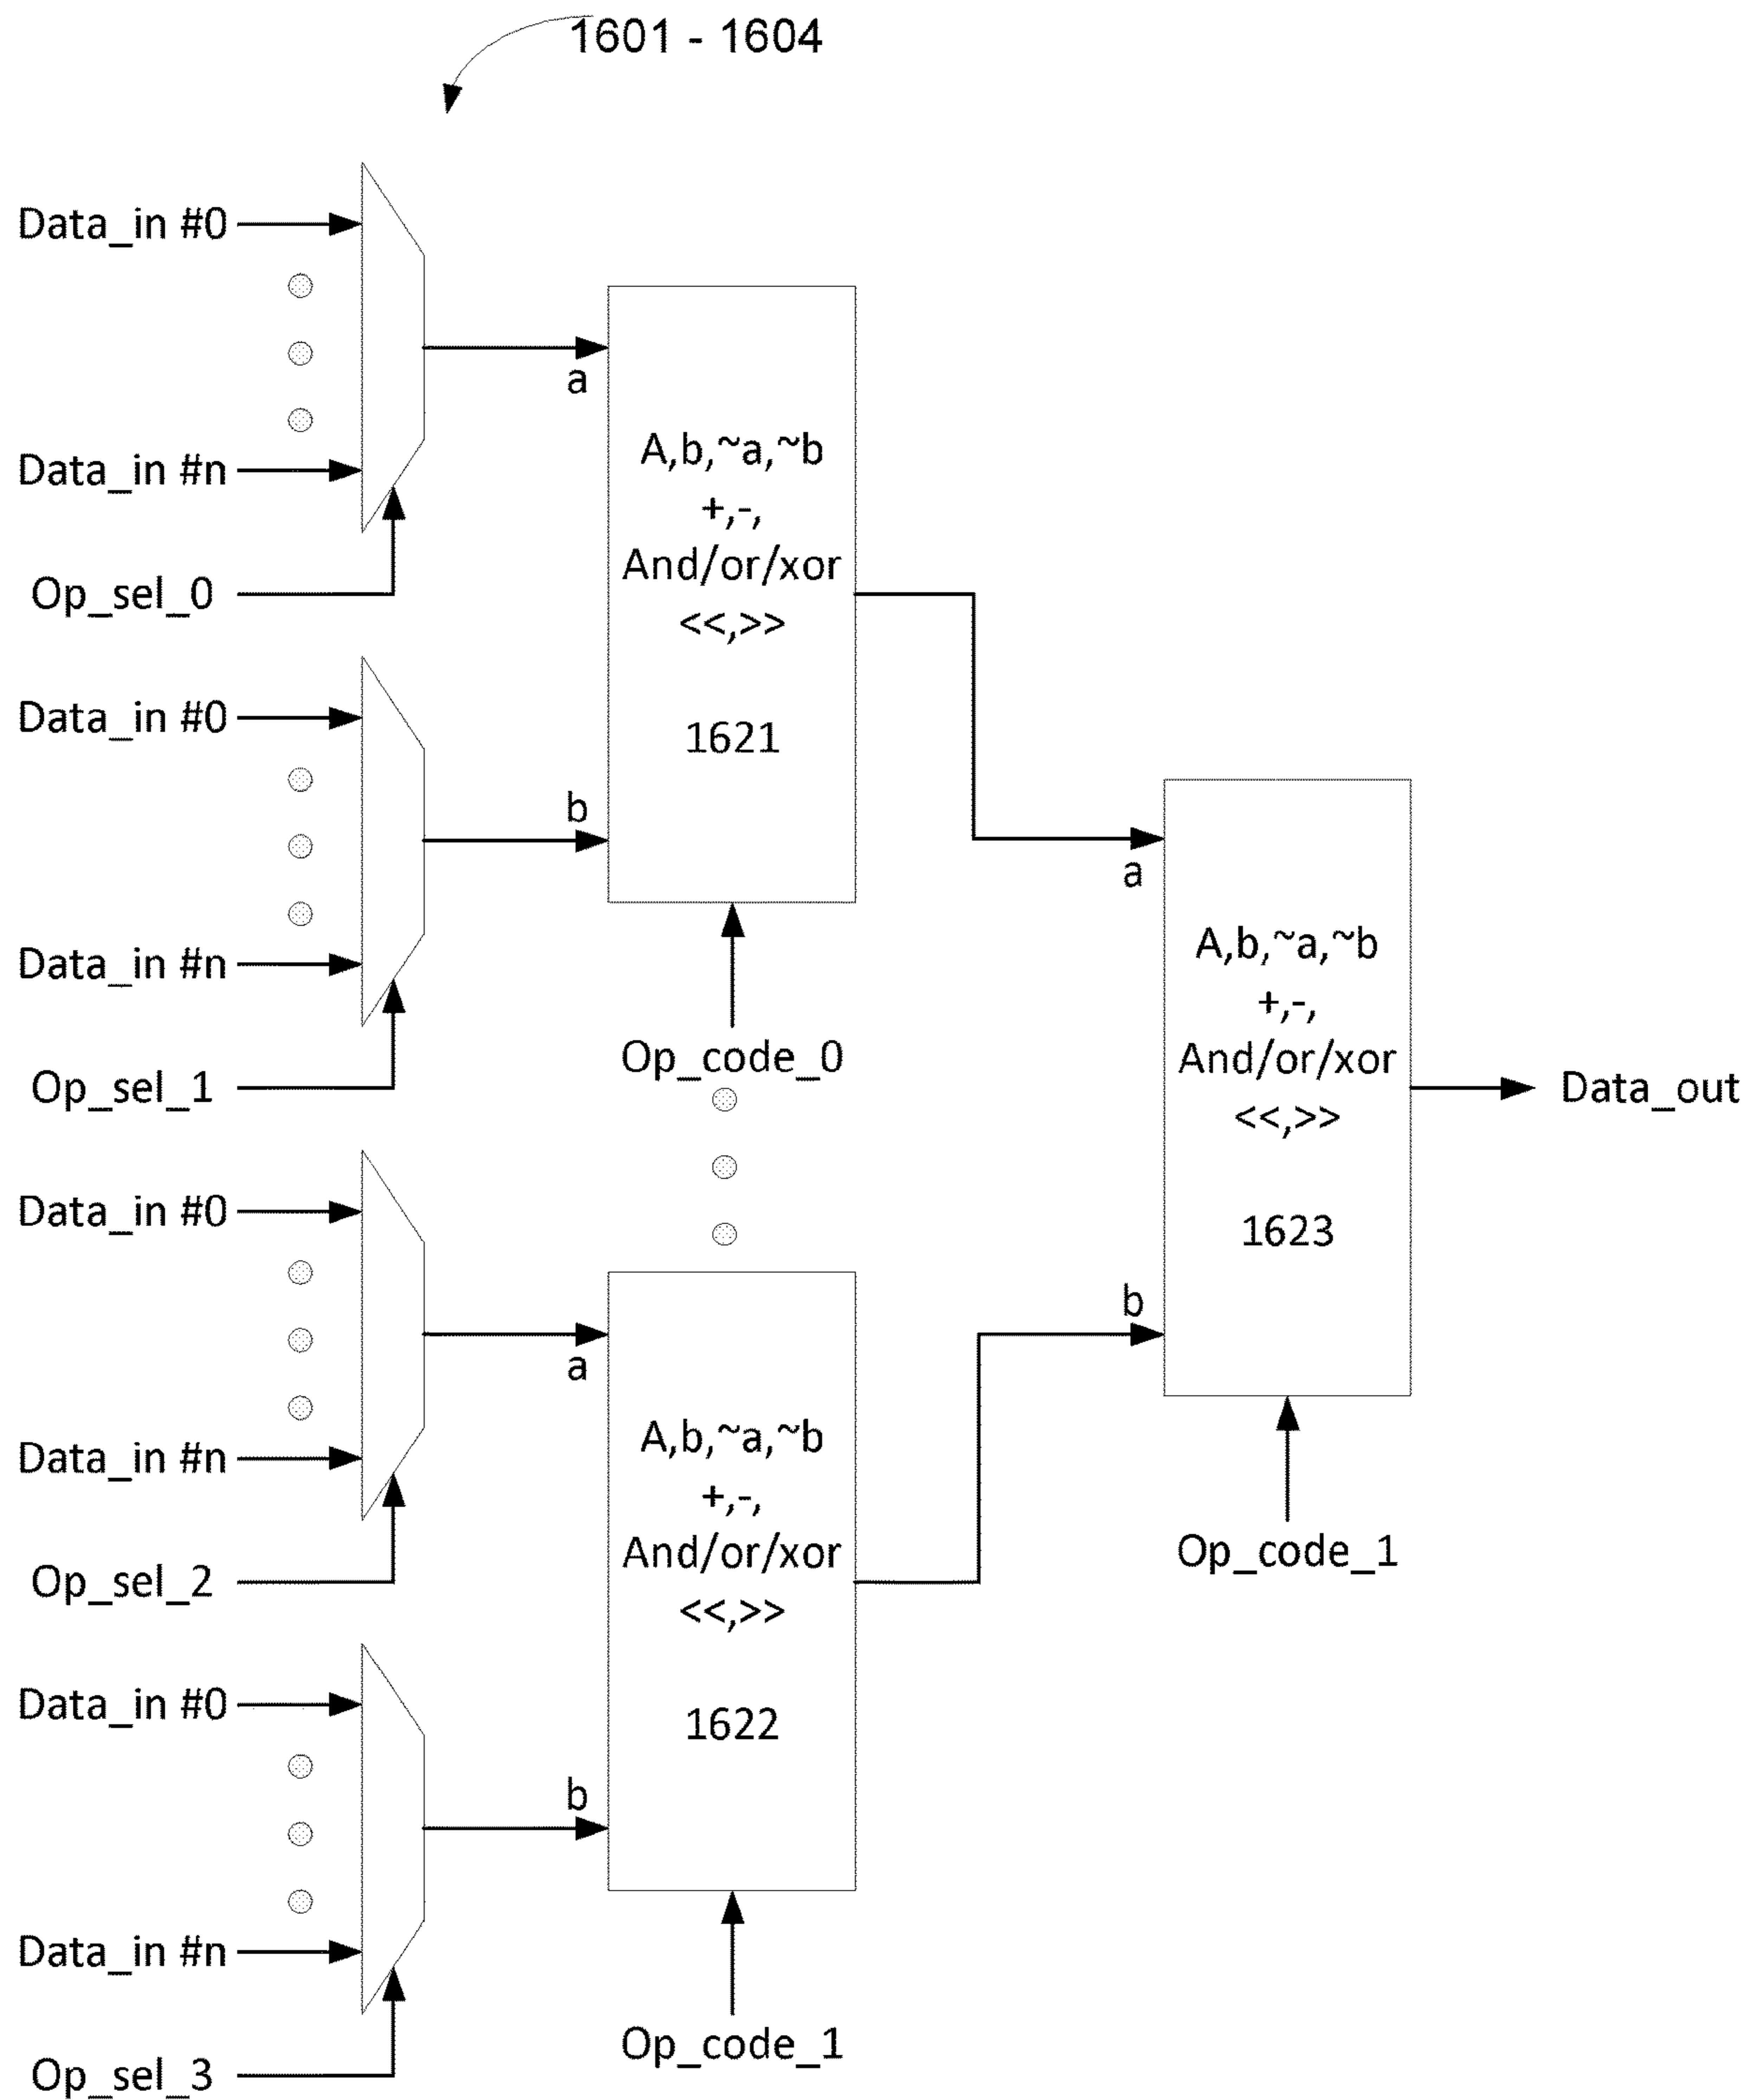 1601 - 1604
Data_in #0
Data_in #n
Op_sel_0
a
A,b,~a,~b
+,-,
And/or/xor
<<,>>
1621
Data_in #0
b
Data_in #n
Op_sel_1
Op_code_0
a
A,b,~a,~b
+,-,
And/or/xor
<<,>>
1623
Data_out
Data_in #0
a
Data_in #n
Op_sel_2
b
Op_code_1
A,b,~a,~b
+,-,
And/or/xor
<<,>>
1622
Data_in #0
b
Data_in #n
Op_sel_3
Op_code_1